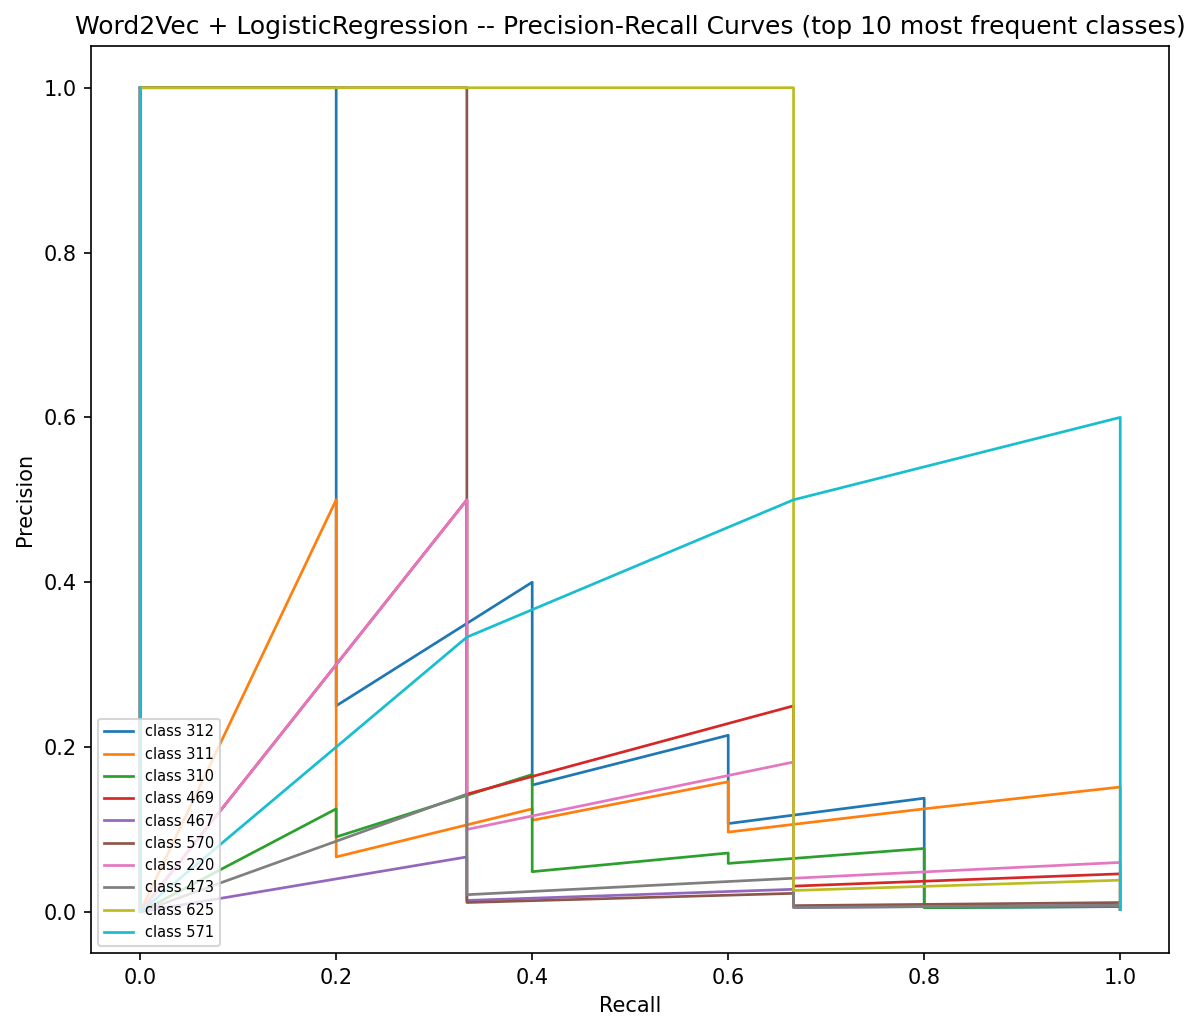 Word2Vec + LogisticRegression -- Precision-Recall Curves (top 10 most frequent classes)
1.0
0.8
0.6
0.4
0.2
0.0
Precision
class 312
class 311
class 310
class 469
class 467
class 570
class 220
class 473
class 625
class 571
0.0 0.2 0.4 0.6 0.8 1.0
Recall